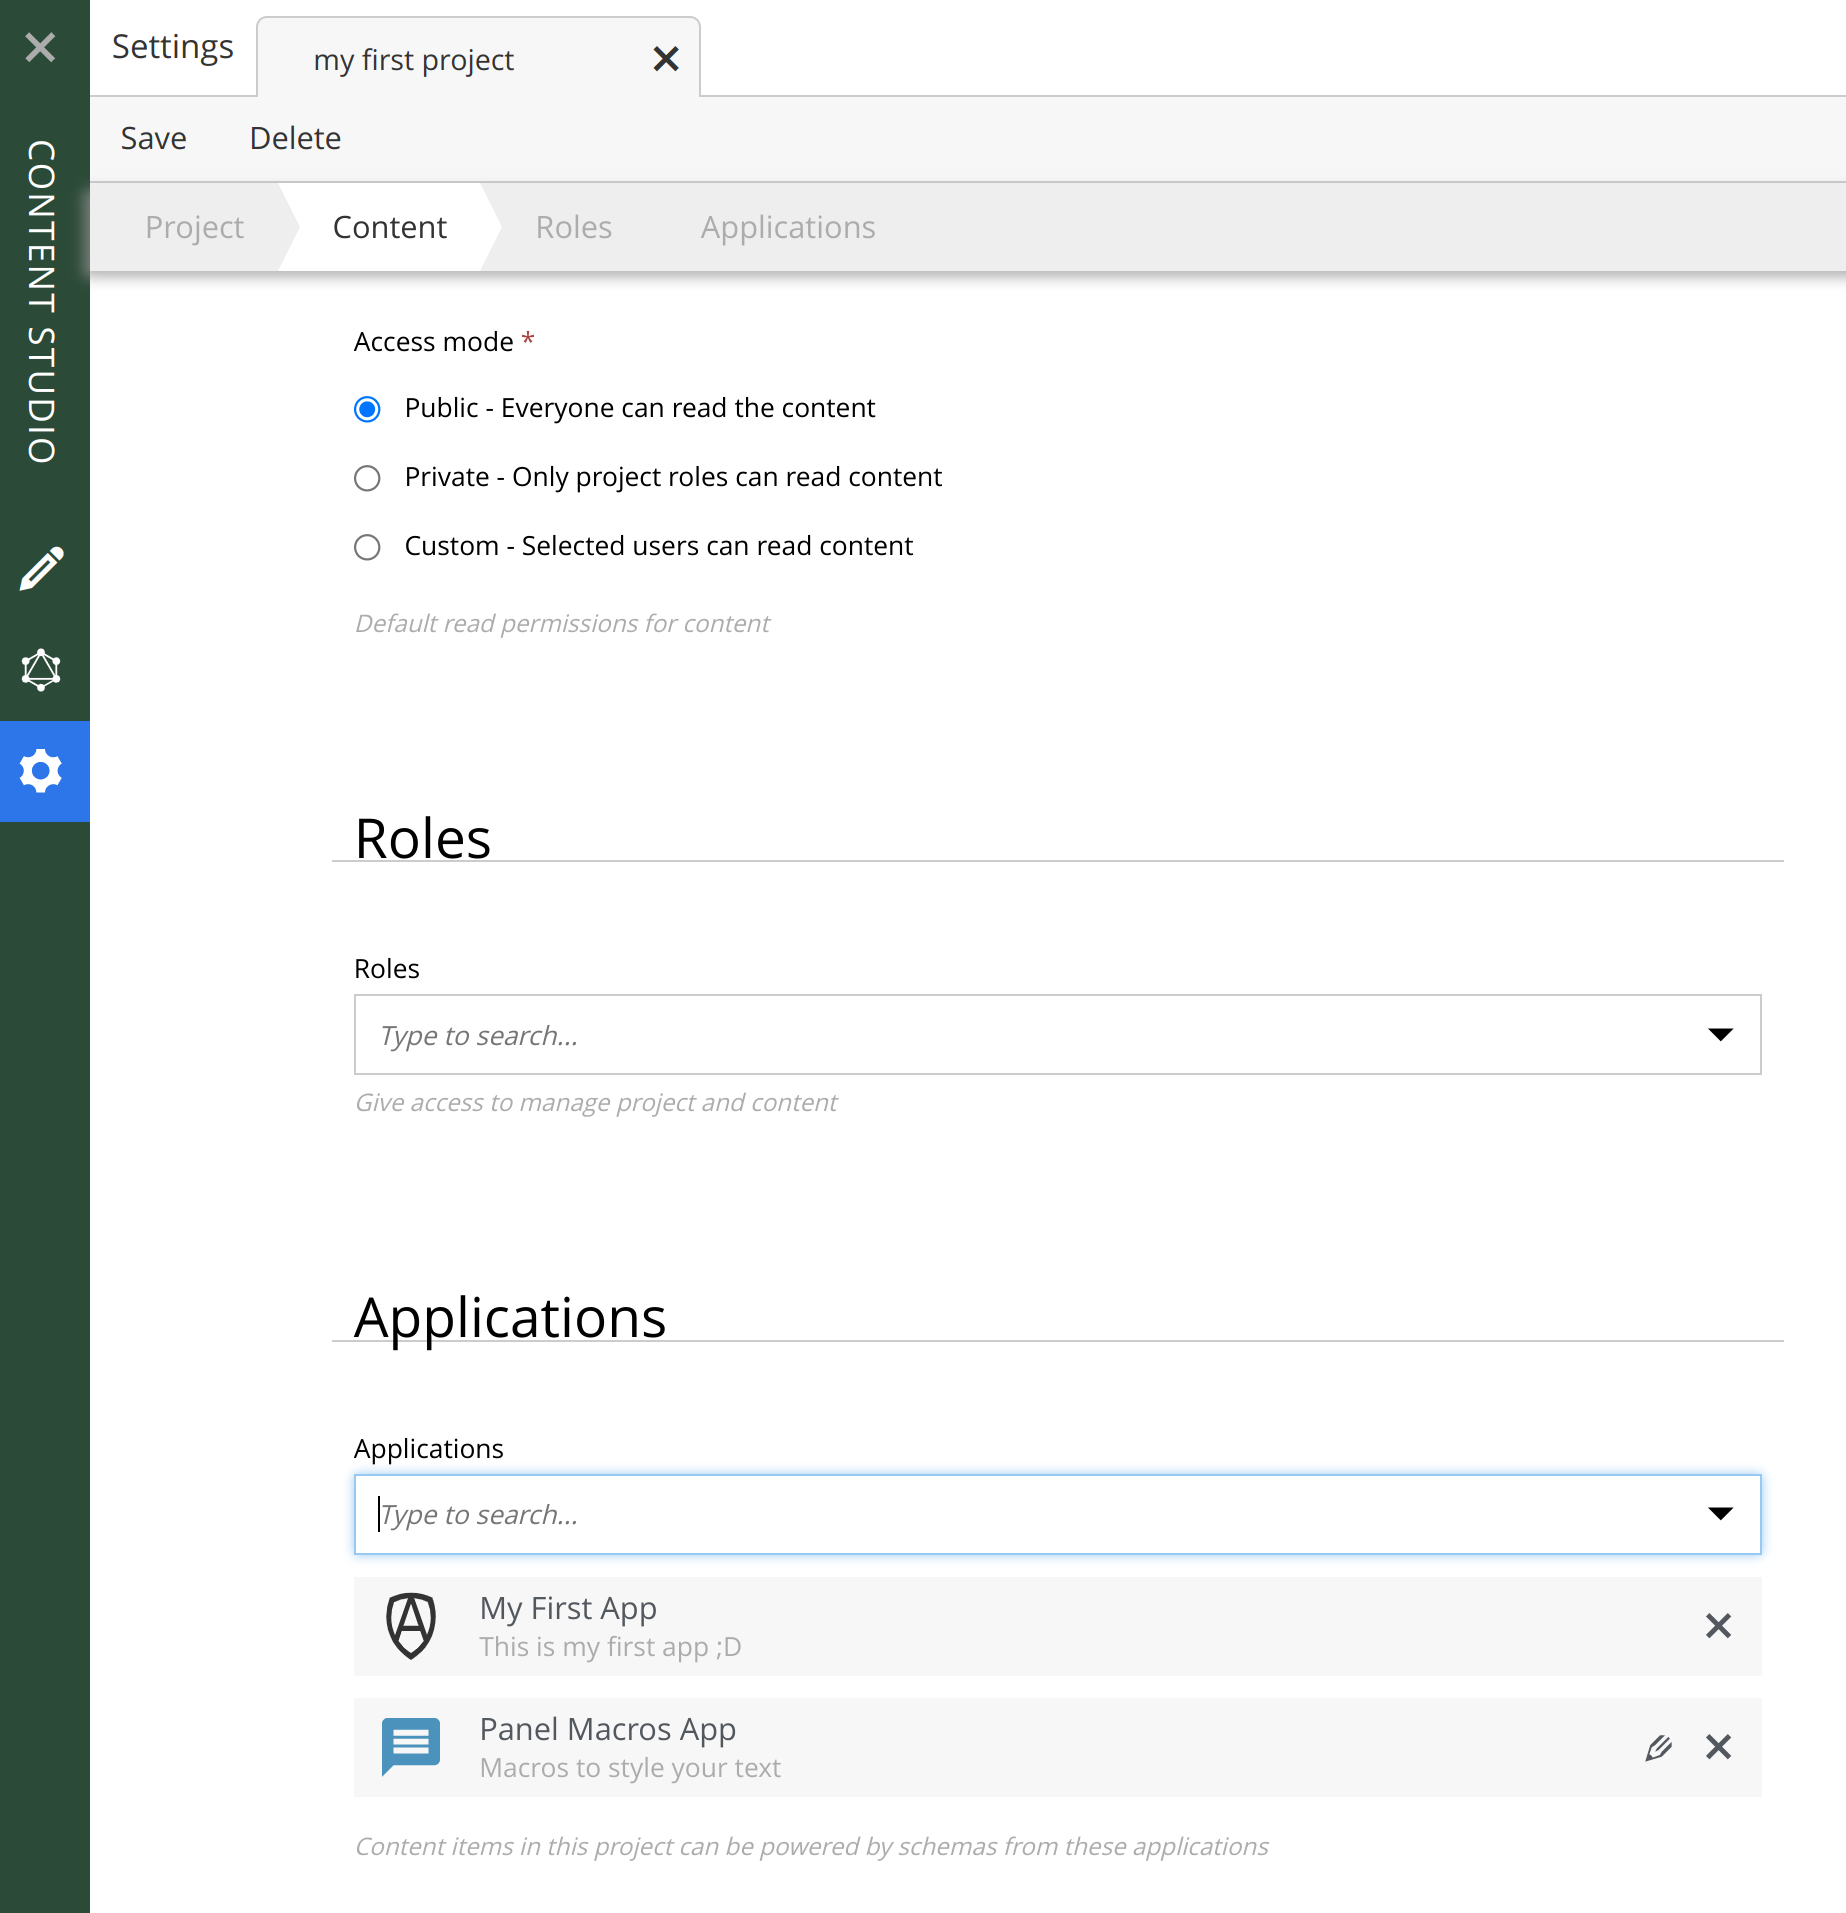 Settings
my first project
CONTENT STUDIO
Save Delete
Project Content Roles Applications
Access mode *
Public - Everyone can read the content
Private - Only project roles can read content
Custom - Selected users can read content
Default read permissions for content
Roles
Roles
Type to search...
Give access to manage project and content
Applications
Applications
Type to search...
My First App
This is my first app ;D
Panel Macros App
Macros to style your text
Content items in this project can be powered by schemas from these applications